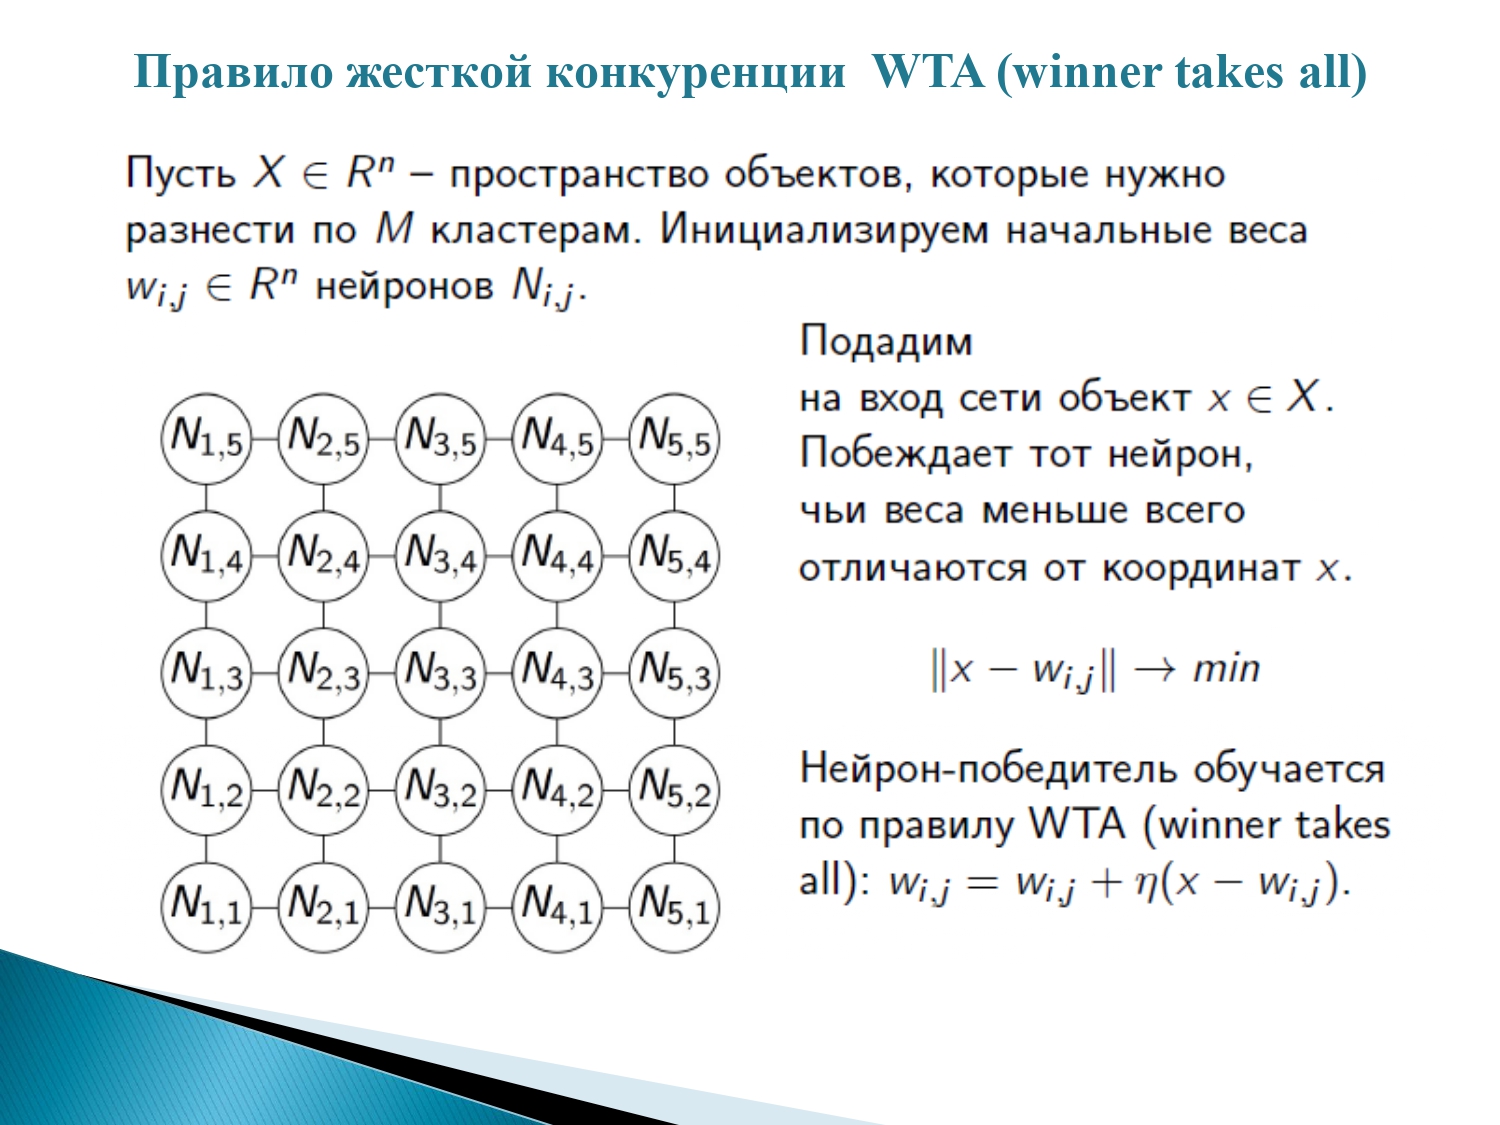 Правило жесткой конкуренции WTA (winner takes all)
Пусть X ∈ Rⁿ – пространство объектов, которые нужно
разнести по M кластерам. Инициализируем начальные веса
w_{i,j} ∈ Rⁿ нейронов N_{i,j}.
Подадим
на вход сети объект x ∈ X.
Побеждает тот нейрон,
чьи веса меньше всего
отличаются от координат x.
‖x − w_{i,j}‖ → min
Нейрон-победитель обучается
по правилу WTA (winner takes
all): w_{i,j} = w_{i,j} + η(x − w_{i,j}).
N_{1,5} N_{2,5} N_{3,5} N_{4,5} N_{5,5}
N_{1,4} N_{2,4} N_{3,4} N_{4,4} N_{5,4}
N_{1,3} N_{2,3} N_{3,3} N_{4,3} N_{5,3}
N_{1,2} N_{2,2} N_{3,2} N_{4,2} N_{5,2}
N_{1,1} N_{2,1} N_{3,1} N_{4,1} N_{5,1}